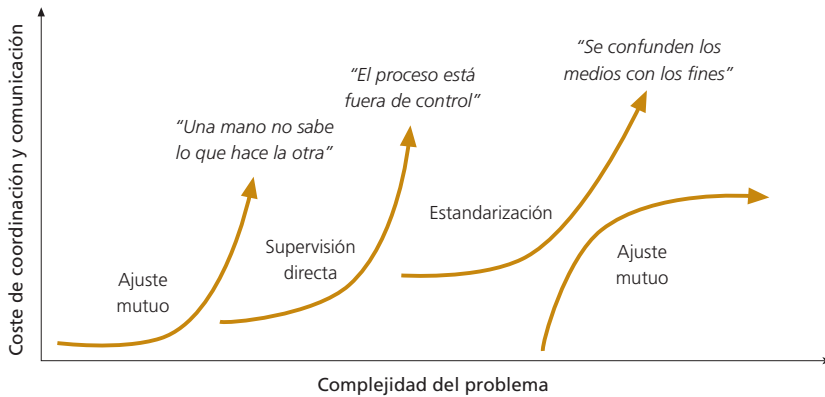 Coste de coordinación y comunicación
“Una mano no sabe
lo que hace la otra”
“El proceso está
fuera de control”
“Se confunden los
medios con los fines”
Ajuste
mutuo
Supervisión
directa
Estandarización
Ajuste
mutuo
Complejidad del problema